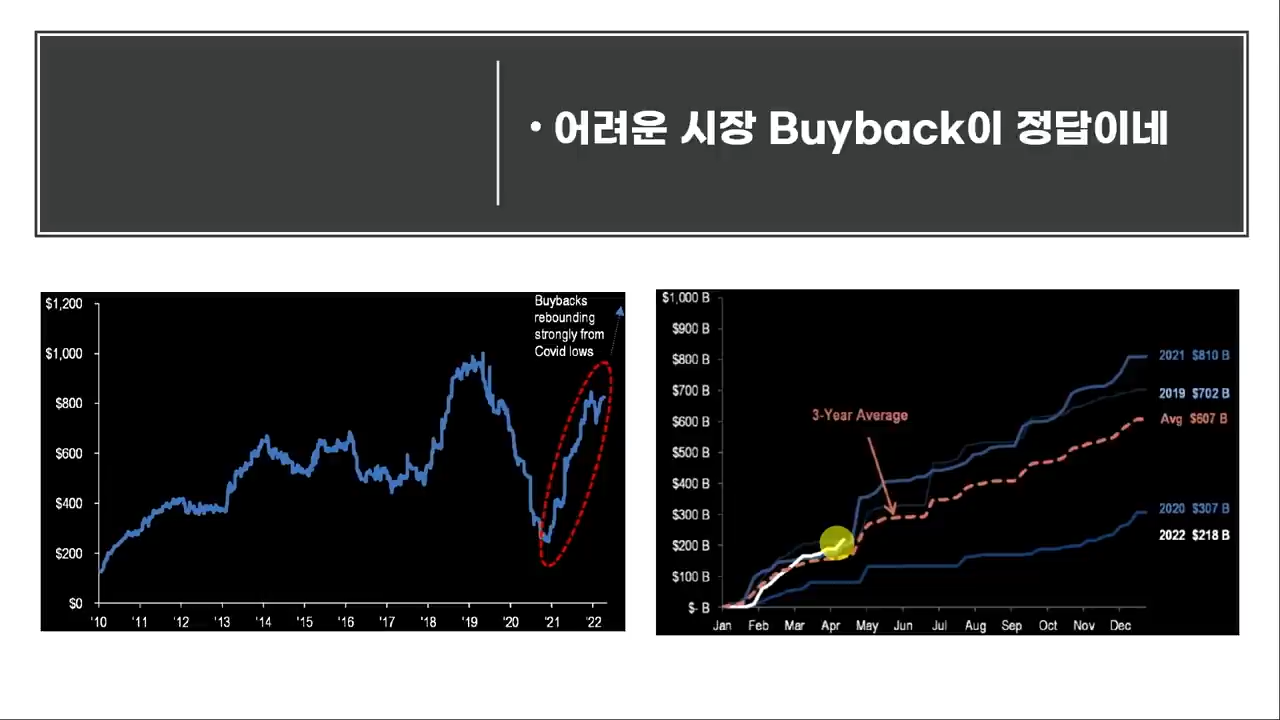 • 어려운 시장 Buyback이 정답이네
$1,200
$1,000
$800
$600
$400
$200
$0
'10 '11 '12 '13 '14 '15 '16 '17 '18 '19 '20 '21 '22
Buybacks
rebounding
strongly from
Covid lows
$1,000 B
$900 B
$800 B
$700 B
$600 B
$500 B
$400 B
$300 B
$200 B
$100 B
$- B
Jan Feb Mar Apr May Jun Jul Aug Sep Oct Nov Dec
3-Year Average
2021 $810 B
2019 $702 B
Avg $607 B
2020 $307 B
2022 $218 B